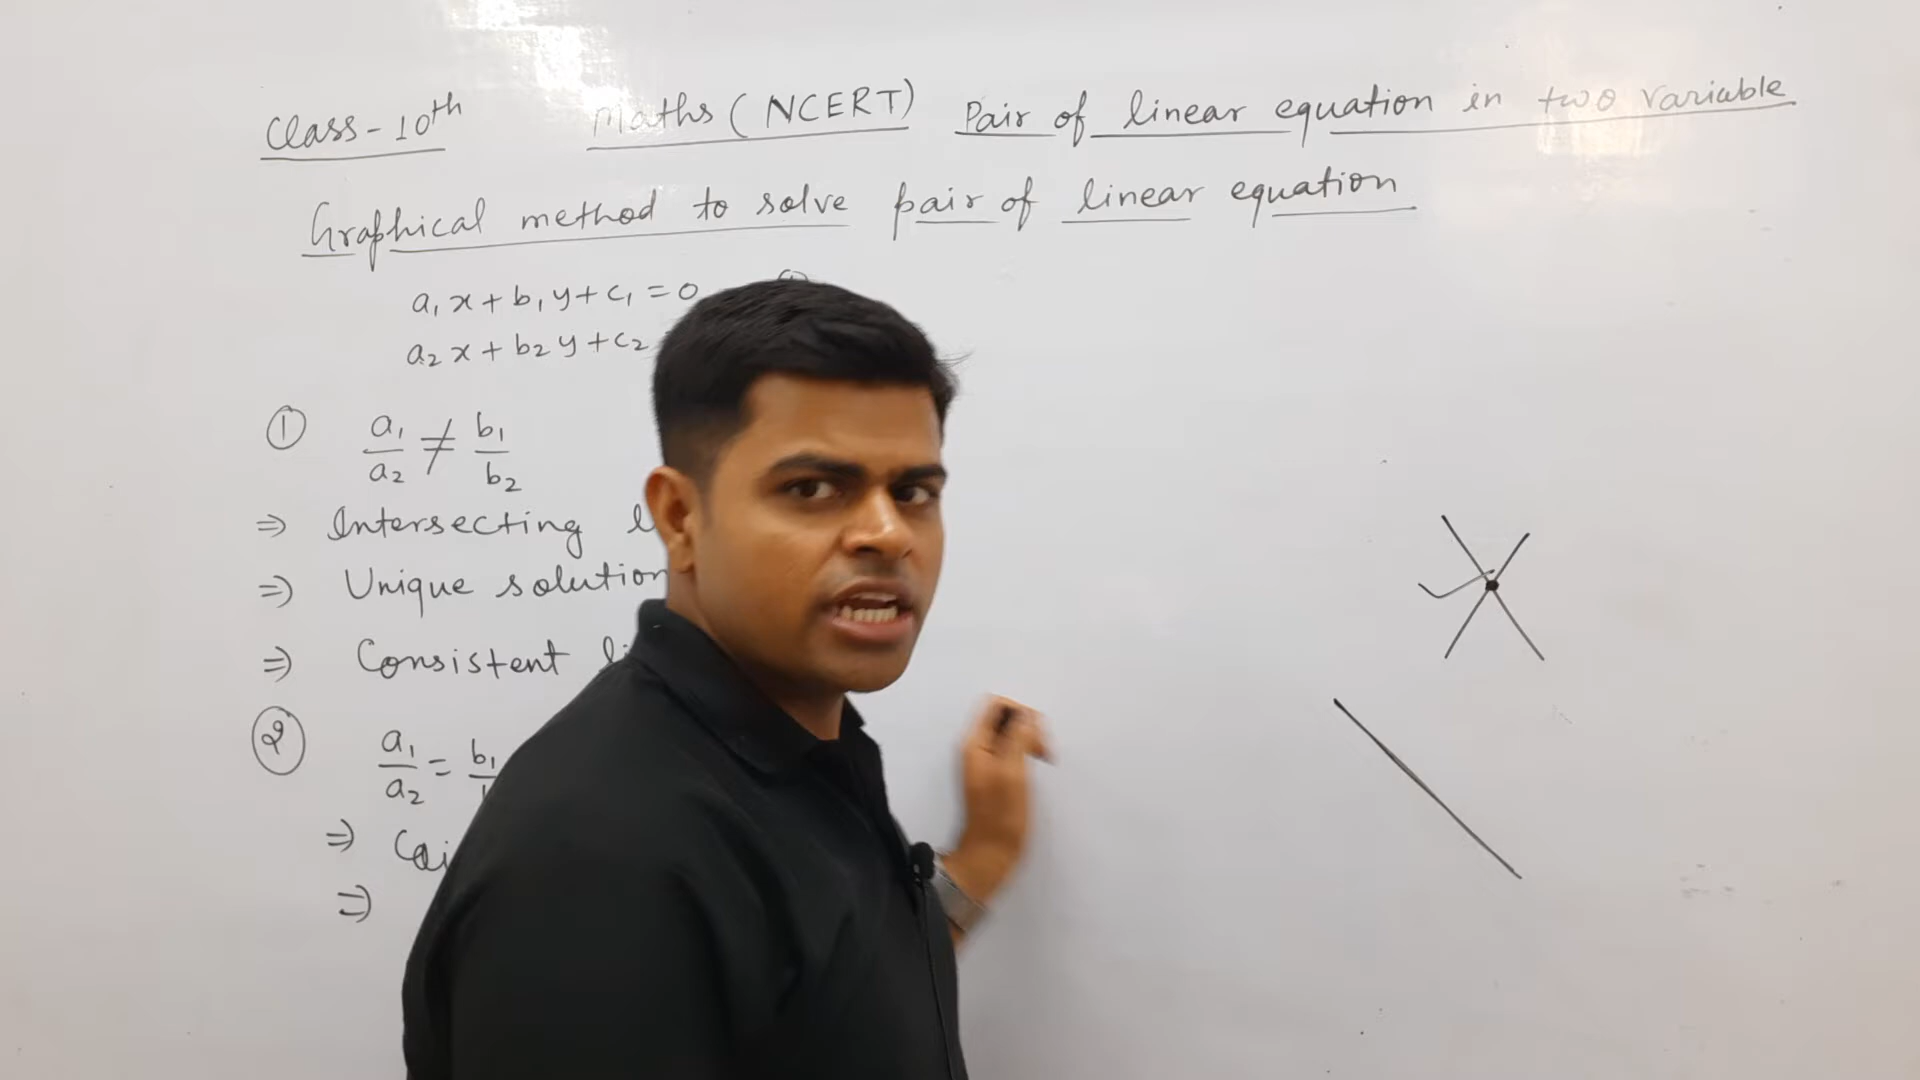 Class-10th Maths (NCERT) Pair of linear equation in two variable
Graphical method to solve pair of linear equation
a₁x + b₁y + c₁ = 0
a₂x + b₂y + c₂
① a₁/a₂ ≠ b₁/b₂
⇒ Intersecting
⇒ Unique solution
⇒ Consistent
② a₁/a₂ = b₁
⇒
⇒